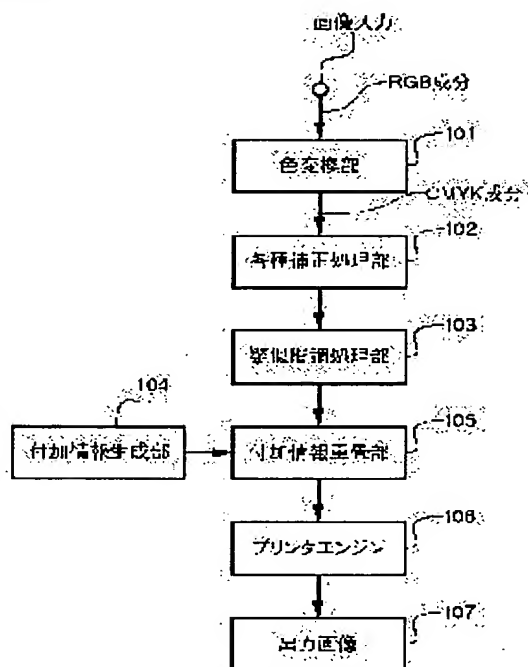 画像入力
RGB成分
101
色変換部
CMYK成分
102
各種補正処理部
103
擬似階調処理部
104
105
付加情報生成部
付加情報重畳部
106
プリンタエンジン
107
出力画像